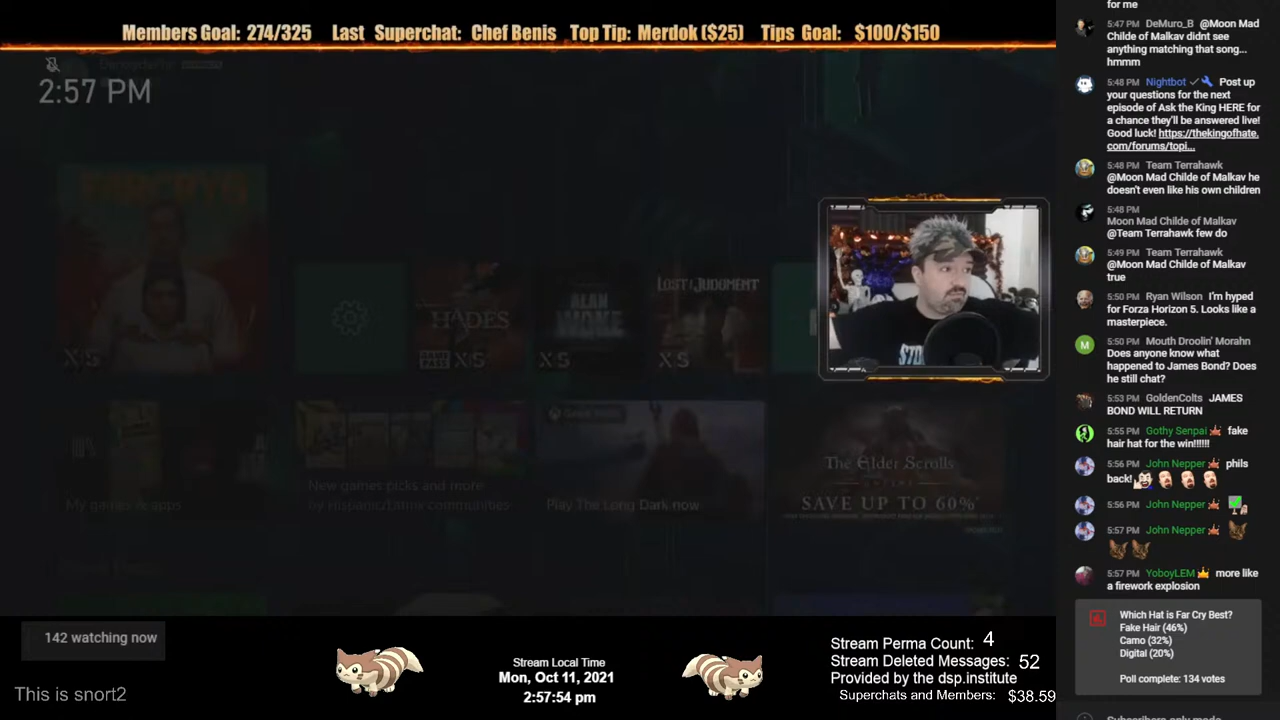 Members Goal: 274/325 Last Superchat: Chef Benis Top Tip: Merdok ($25) Tips Goal: $100/$150
2:57 PM
FARCRY6
HADES
GAME PASS X|S
ALAN WAKE
X|S
LOST JUDGMENT
X|S
X|S
My games & apps
New games picks and more
by Hispanic/Latinx communities
Play The Long Dark now
The Elder Scrolls
SAVE UP TO 60%*
142 watching now
This is snort2
Stream Local Time
Mon, Oct 11, 2021
2:57:54 pm
Stream Perma Count: 4
Stream Deleted Messages: 52
Provided by the dsp.institute
Superchats and Members: $38.59
for me
5:47 PM DeMuro_B @Moon Mad
Childe of Malkav didnt see
anything matching that song...
hmmm
5:48 PM Nightbot Post up
your questions for the next
episode of Ask the King HERE for
a chance they'll be answered live!
Good luck! https://thekingofhate.
com/forums/topi...
5:48 PM Team Terrahawk
@Moon Mad Childe of Malkav he
doesn't even like his own children
5:48 PM
Moon Mad Childe of Malkav
@Team Terrahawk few do
5:49 PM Team Terrahawk
@Moon Mad Childe of Malkav
true
5:50 PM Ryan Wilson I'm hyped
for Forza Horizon 5. Looks like a
masterpiece.
5:50 PM Mouth Droolin' Morahn
Does anyone know what
happened to James Bond? Does
he still chat?
5:53 PM GoldenColts JAMES
BOND WILL RETURN
5:55 PM Gothy Senpai fake
hair hat for the win!!!!!!
5:56 PM John Nepper phils
back!
5:56 PM John Nepper
5:57 PM John Nepper
5:57 PM YoboyLEM more like
a firework explosion
Which Hat is Far Cry Best?
Fake Hair (46%)
Camo (32%)
Digital (20%)
Poll complete: 134 votes
Subscribers-only mode